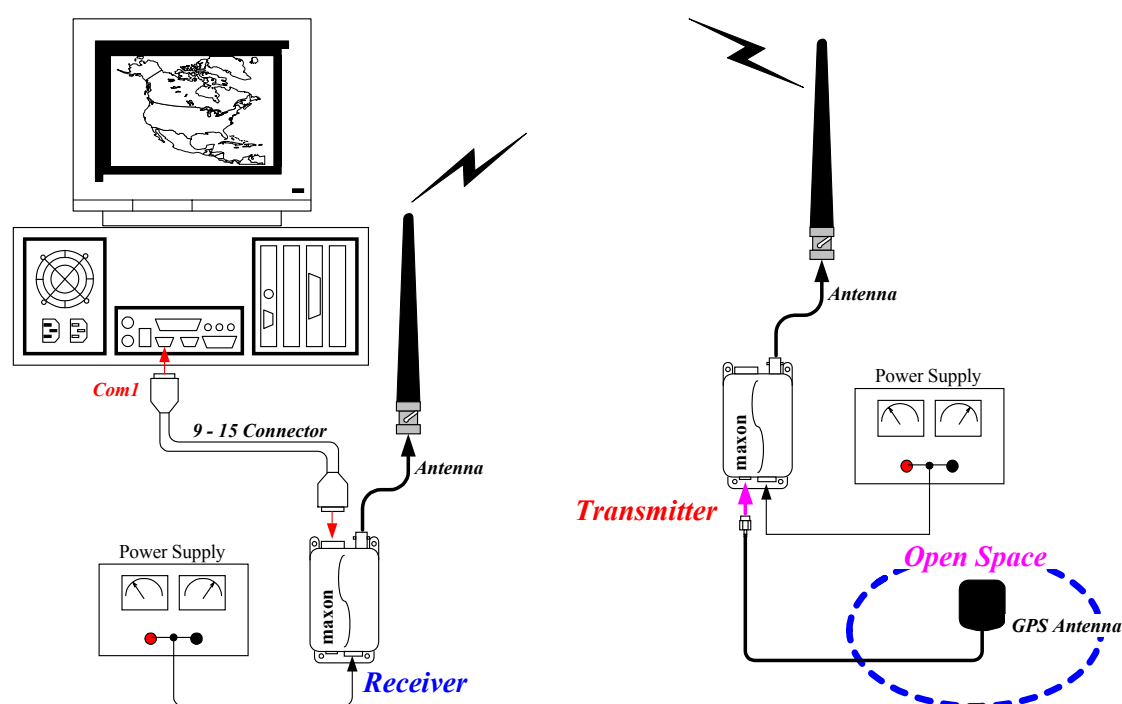 Com1
9 - 15 Connector
Antenna
Power Supply
maxon
Receiver
Antenna
Power Supply
maxon
Transmitter
Open Space
GPS Antenna